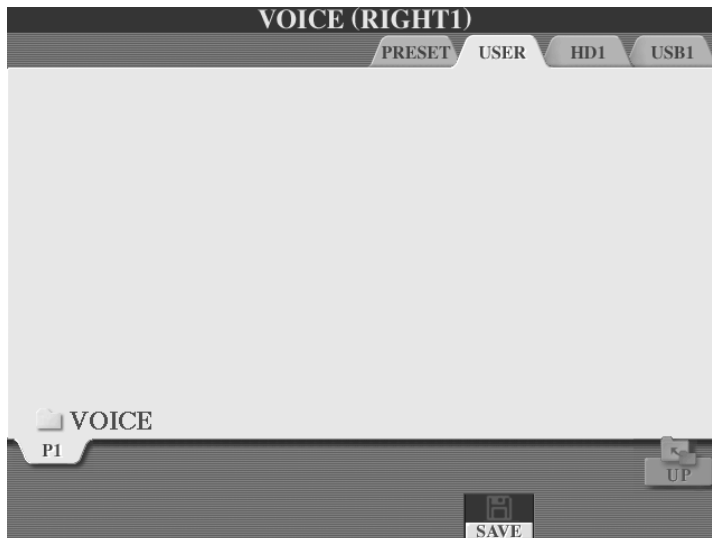 VOICE (RIGHT1)
PRESET USER HD1 USB1
VOICE
P1
UP
SAVE